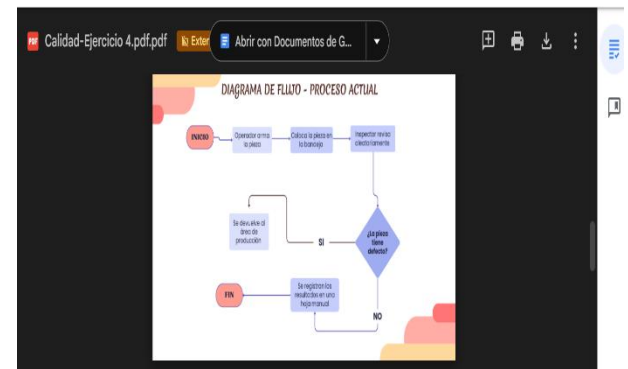 Calidad-Ejercicio 4.pdf.pdf
Exter
Abrir con Documentos de G...
DIAGRAMA DE FLUJO - PROCESO ACTUAL
INICIO
Operador arma
la pieza
Coloca la pieza en
la bandeja
Inspector revisa
aleatoriamente
Se devuelve al
área de
producción
SI
¿La pieza
tiene
defecto?
FIN
Se registran los
resultados en una
hoja manual
NO